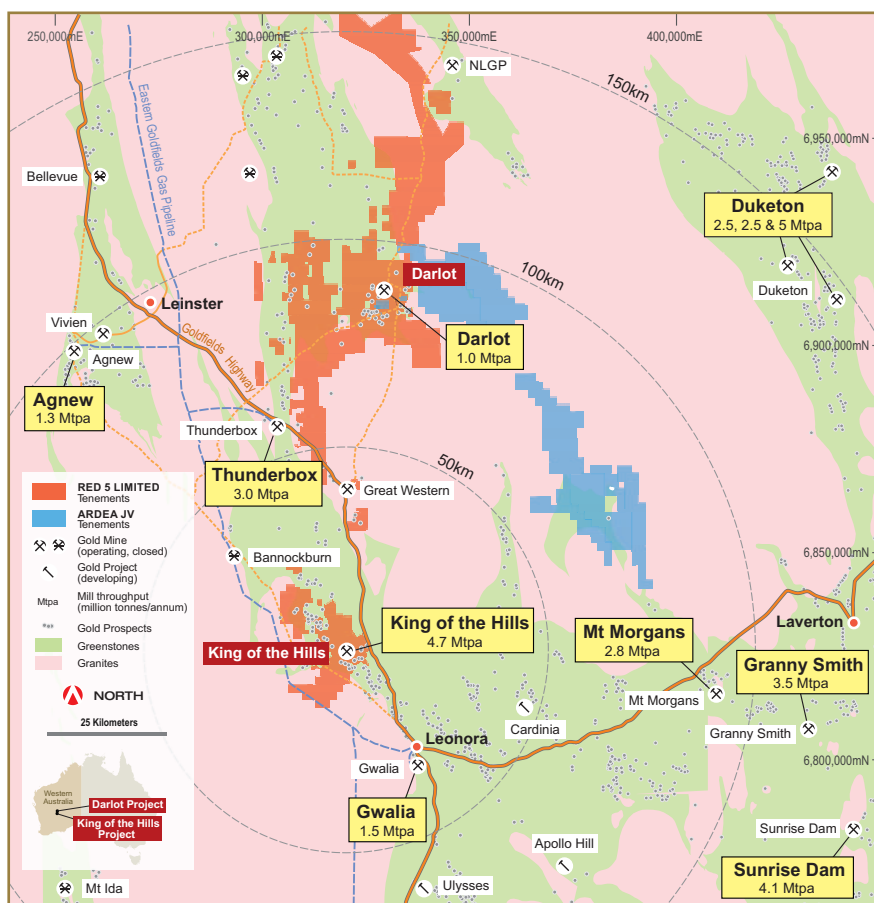 250,000mE
300,000mE
350,000mE
400,000mE
NLGP
150km
Eastern Goldfields Gas Pipeline
6,950,000mN
Bellevue
Duketon
2.5, 2.5 & 5 Mtpa
100km
Darlot
Duketon
Leinster
Vivien
Goldfields Highway
Darlot
1.0 Mtpa
6,900,000mN
Agnew
Agnew
1.3 Mtpa
Thunderbox
50km
Thunderbox
3.0 Mtpa
Great Western
RED 5 LIMITED
Tenements
ARDEA JV
Tenements
Gold Mine
(operating, closed)
Gold Project
(developing)
Mtpa
Mill throughput
(million tonnes/annum)
Gold Prospects
Greenstones
Granites
NORTH
25 Kilometers
Western
Australia
Darlot Project
King of the Hills
Project
Bannockburn
6,850,000mN
King of the Hills
4.7 Mtpa
King of the Hills
Mt Morgans
2.8 Mtpa
Laverton
Granny Smith
3.5 Mtpa
Mt Morgans
Cardinia
Granny Smith
Leonora
6,800,000mN
Gwalia
Gwalia
1.5 Mtpa
Sunrise Dam
Apollo Hill
Sunrise Dam
4.1 Mtpa
Mt Ida
Ulysses